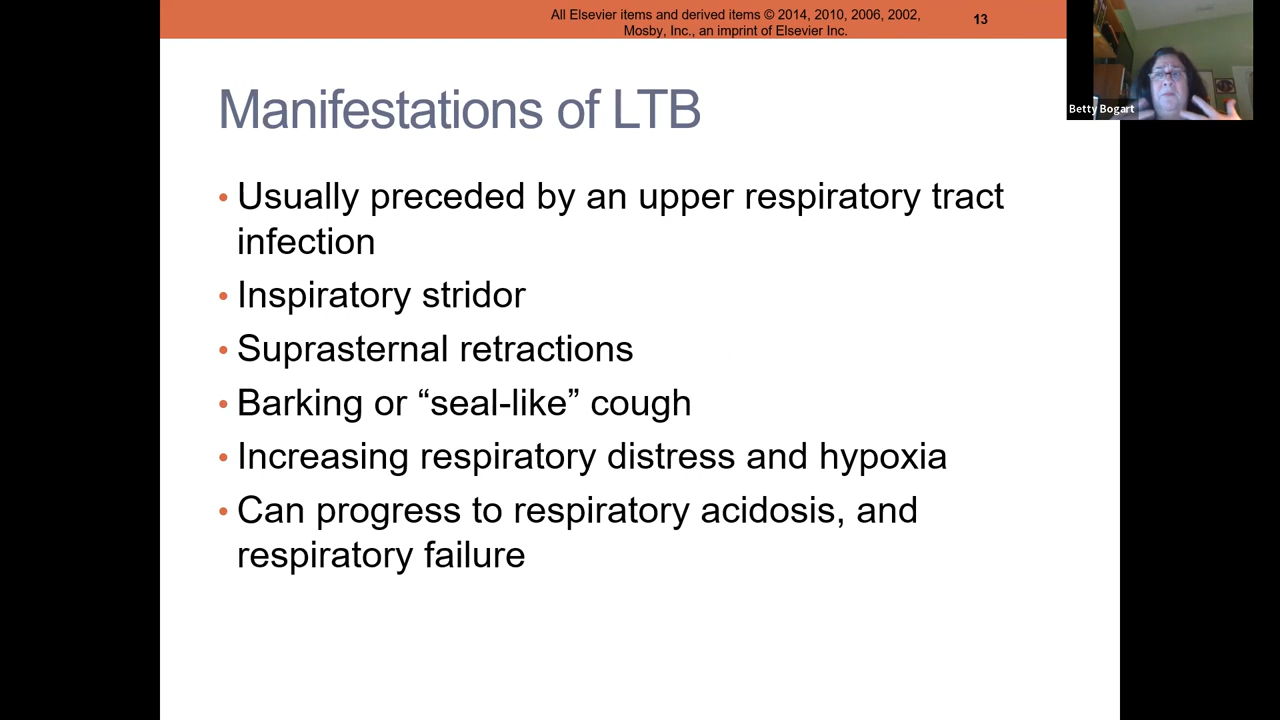 All Elsevier items and derived items © 2014, 2010, 2006, 2002,
Mosby, Inc., an imprint of Elsevier Inc.
13
Betty Bogart
Manifestations of LTB
• Usually preceded by an upper respiratory tract
infection
• Inspiratory stridor
• Suprasternal retractions
• Barking or “seal-like” cough
• Increasing respiratory distress and hypoxia
• Can progress to respiratory acidosis, and
respiratory failure